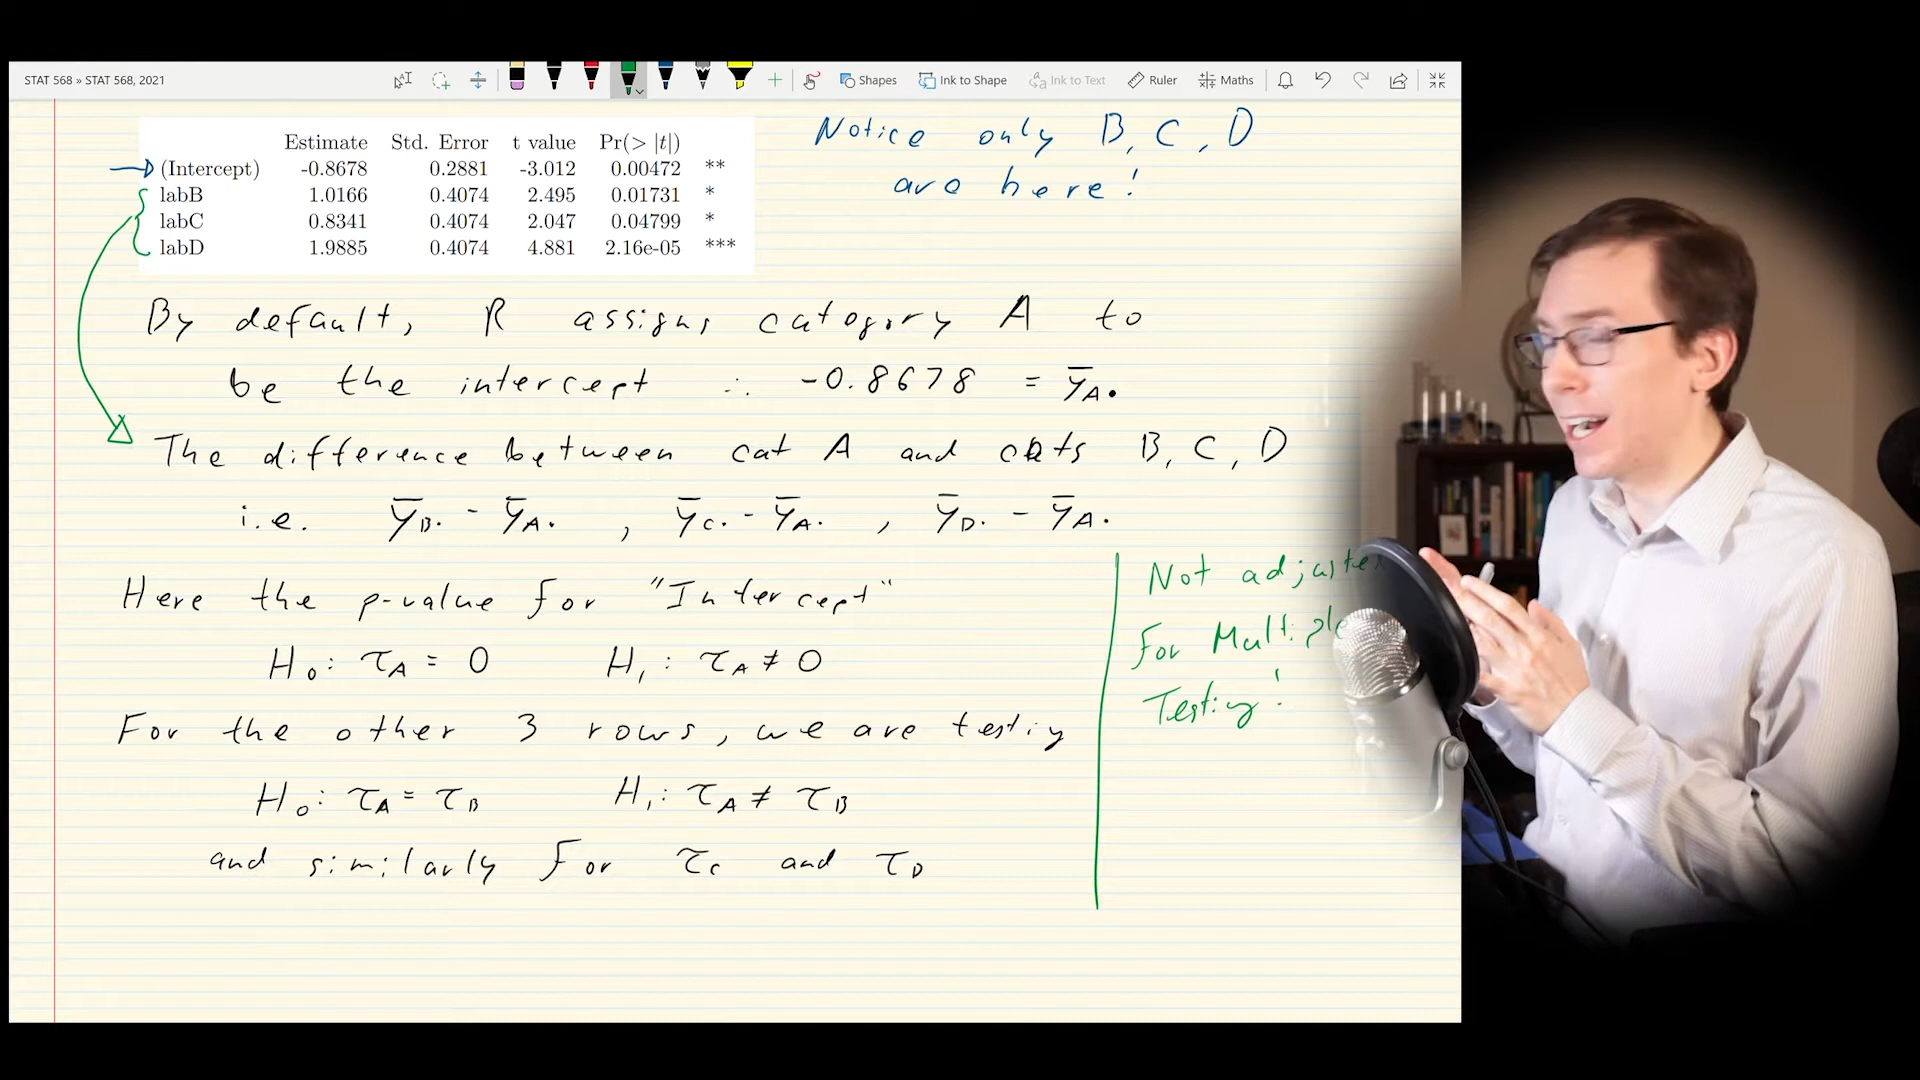 STAT 568 » STAT 568, 2021
Shapes Ink to Shape Ink to Text Ruler Maths
Estimate Std. Error t value Pr(> |t|)
(Intercept) -0.8678 0.2881 -3.012 0.00472 **
labB 1.0166 0.4074 2.495 0.01731 *
labC 0.8341 0.4074 2.047 0.04799 *
labD 1.9885 0.4074 4.881 2.16e-05 ***
Notice only B, C, D
are here!
By default, R assigns category A to
be the intercept ∴ -0.8678 = ȳA.
The difference between cat A and cats B, C, D
i.e. ȳB. - ȳA. , ȳC. - ȳA. , ȳD. - ȳA.
Here the p-value for "Intercept"
H₀: τA = 0 H₁: τA ≠ 0
For the other 3 rows, we are testig
H₀: τA = τB H₁: τA ≠ τB
and similarly for τC and τD
Not adjuste
For Multiple
Testig!